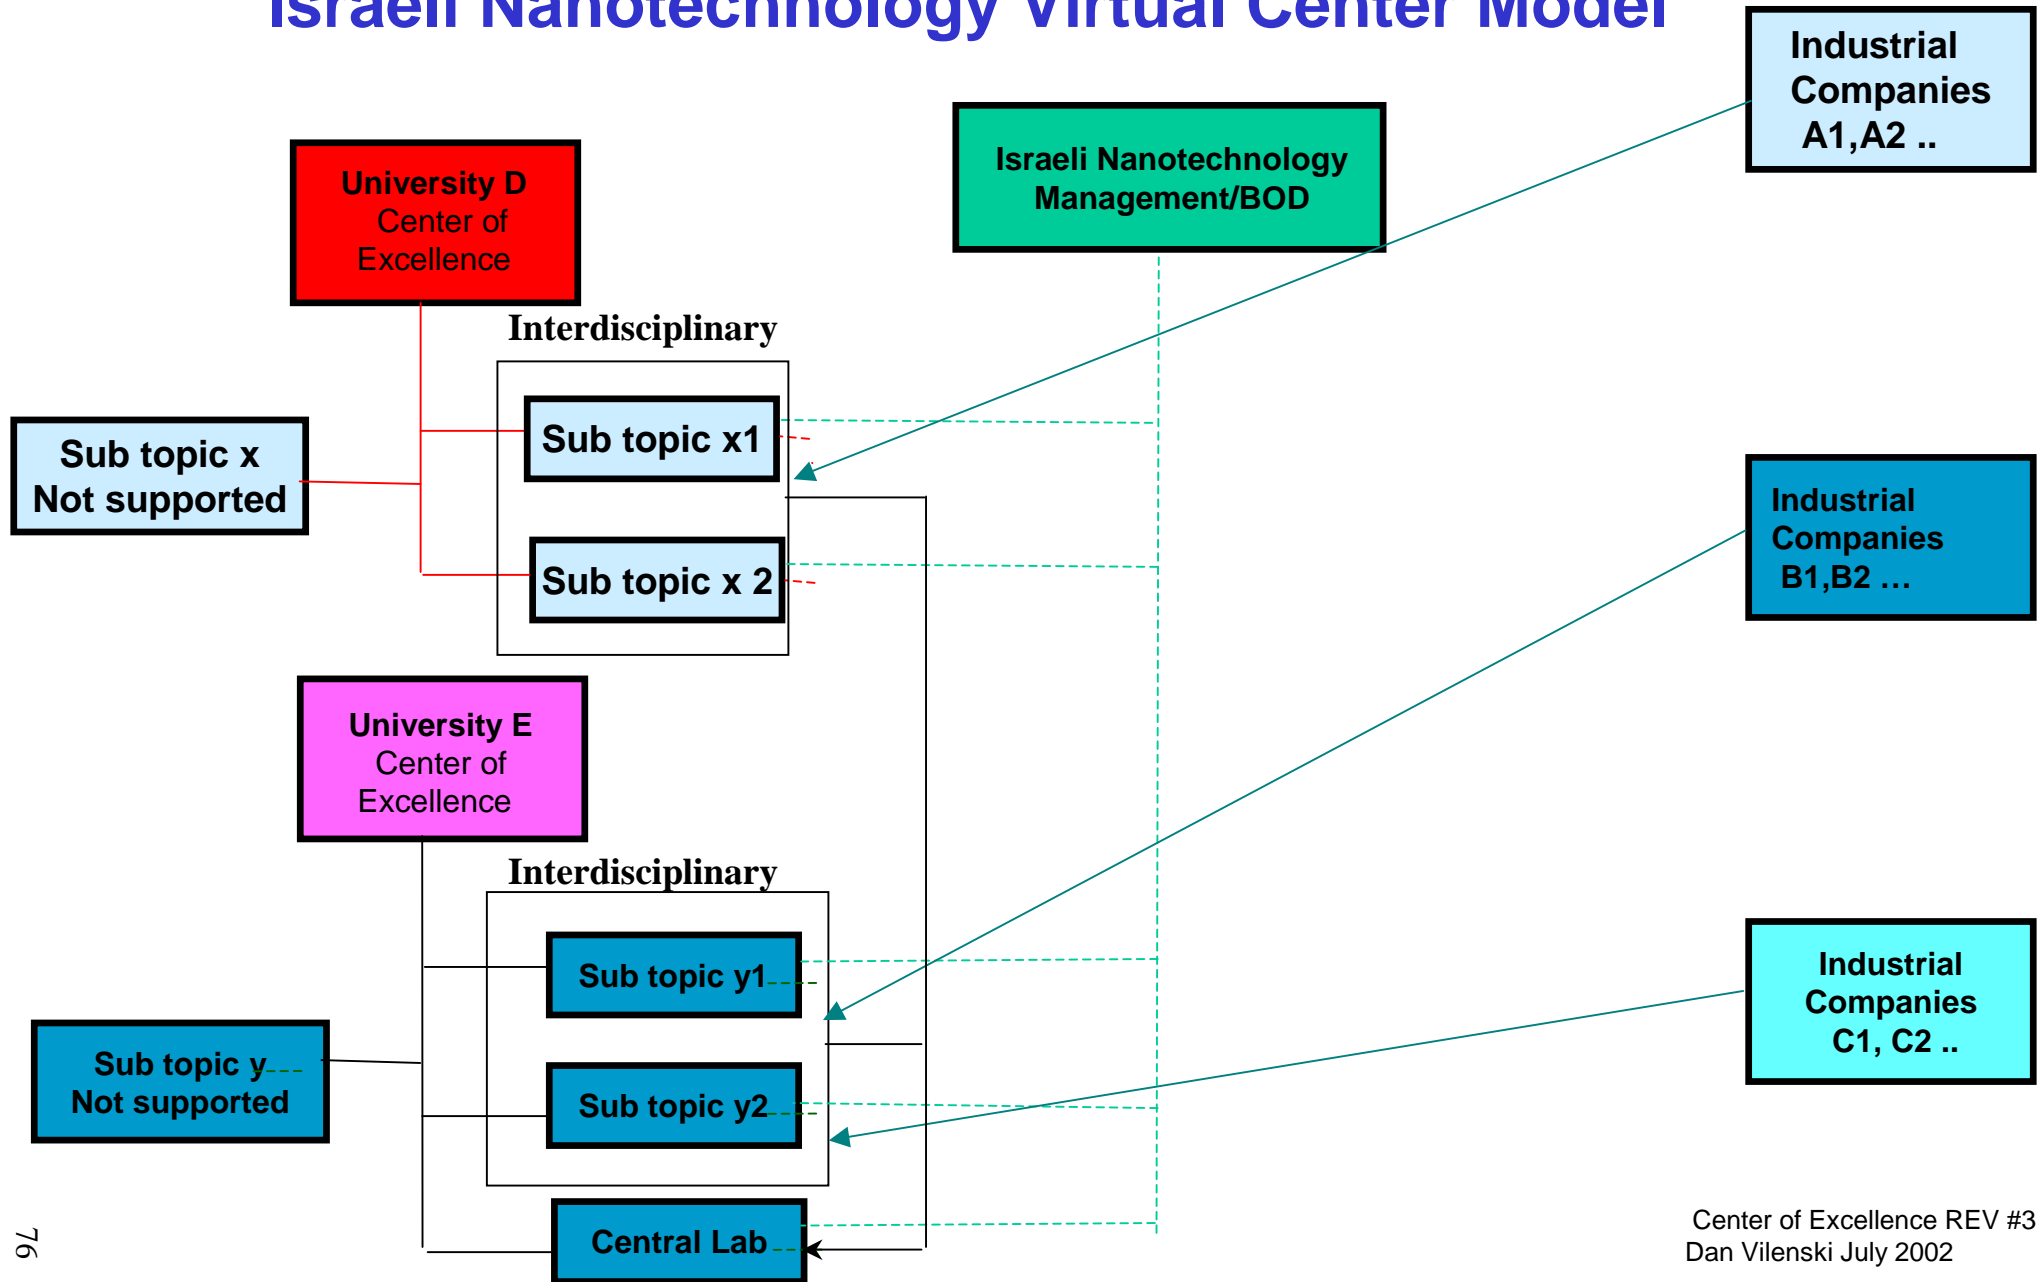 Israeli Nanotechnology Virtual Center Model
Industrial
Companies
A1,A2 ..
University D
Center of
Excellence
Israeli Nanotechnology
Management/BOD
Interdisciplinary
Sub topic x1
Sub topic x
Not supported
Sub topic x 2
Industrial
Companies
B1,B2 ...
University E
Center of
Excellence
Interdisciplinary
Sub topic y1
Industrial
Companies
C1, C2 ..
Sub topic y
Not supported
Sub topic y2
Central Lab
Center of Excellence REV #3
Dan Vilenski July 2002
76